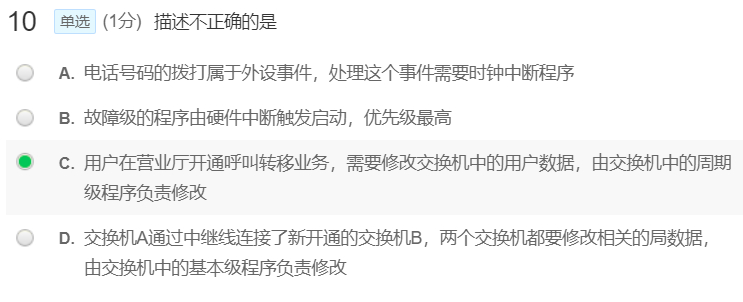 10 单选 (1分) 描述不正确的是
A. 电话号码的拨打属于外设事件，处理这个事件需要时钟中断程序
B. 故障级的程序由硬件中断触发启动，优先级最高
C. 用户在营业厅开通呼叫转移业务，需要修改交换机中的用户数据，由交换机中的周期
级程序负责修改
D. 交换机A通过中继线连接了新开通的交换机B，两个交换机都要修改相关的局数据，
由交换机中的基本级程序负责修改